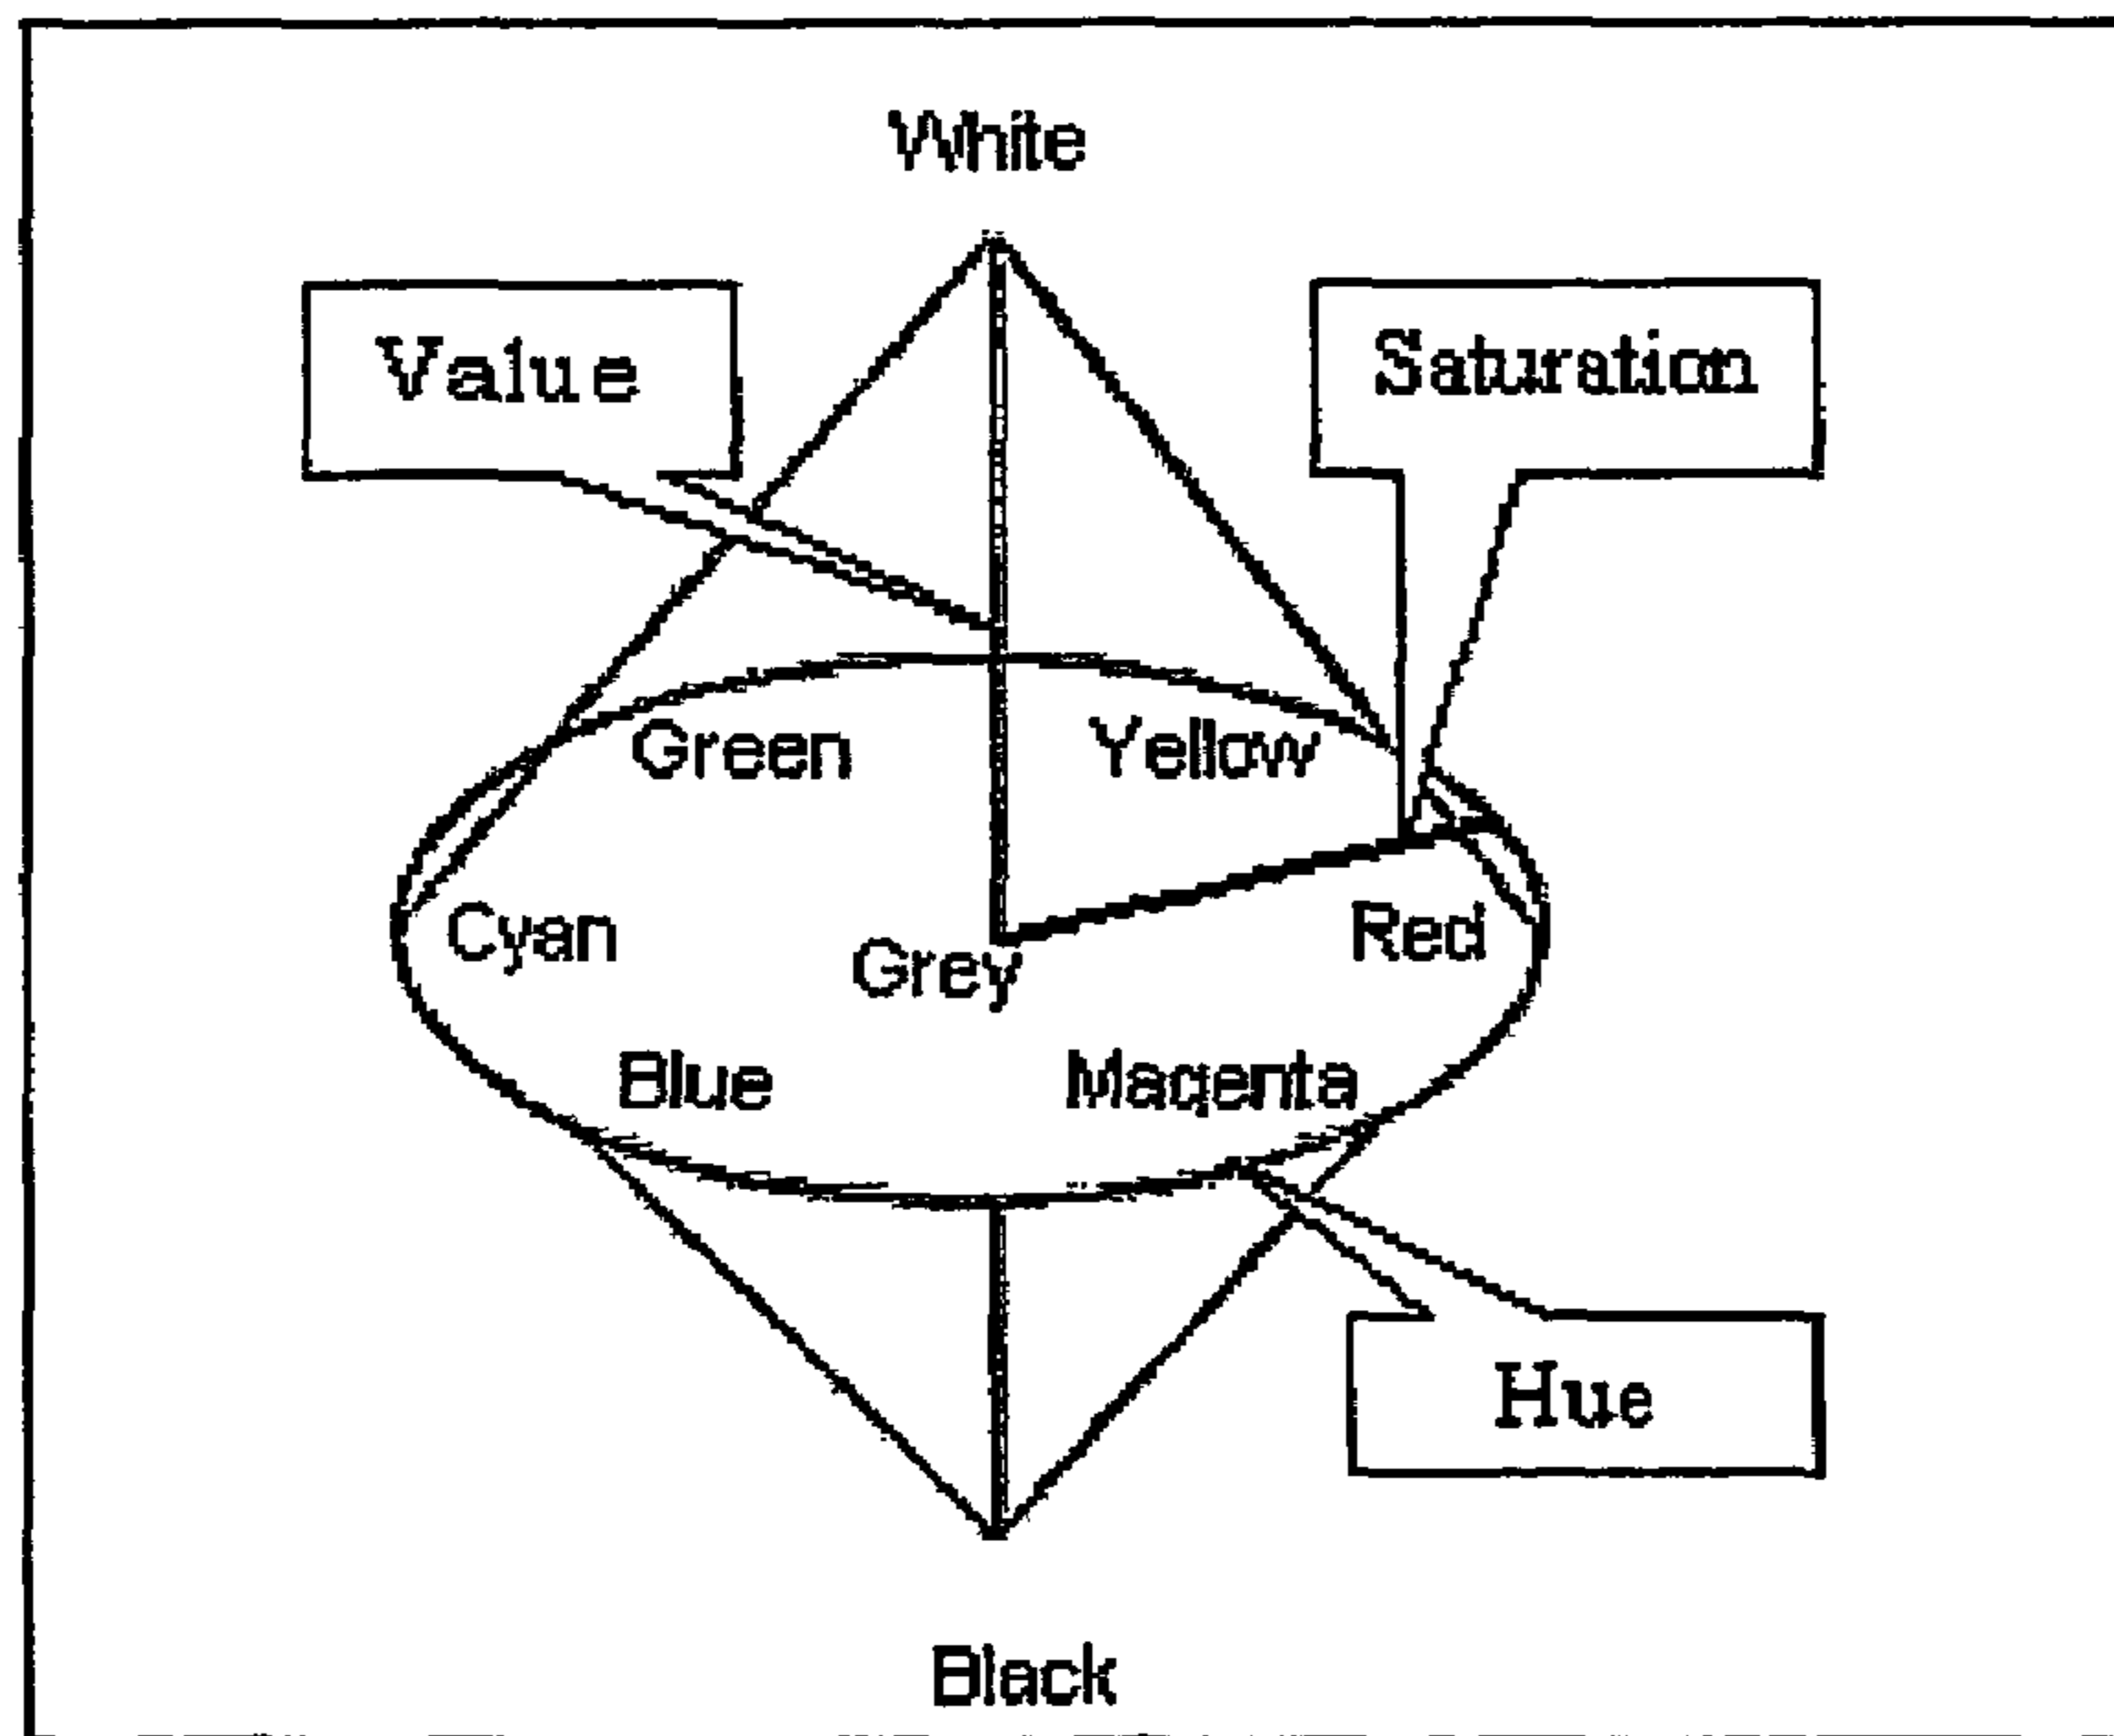 White
Value
Saturation
Green
Yellow
Cyan
Grey
Red
Blue
Magenta
Hue
Black